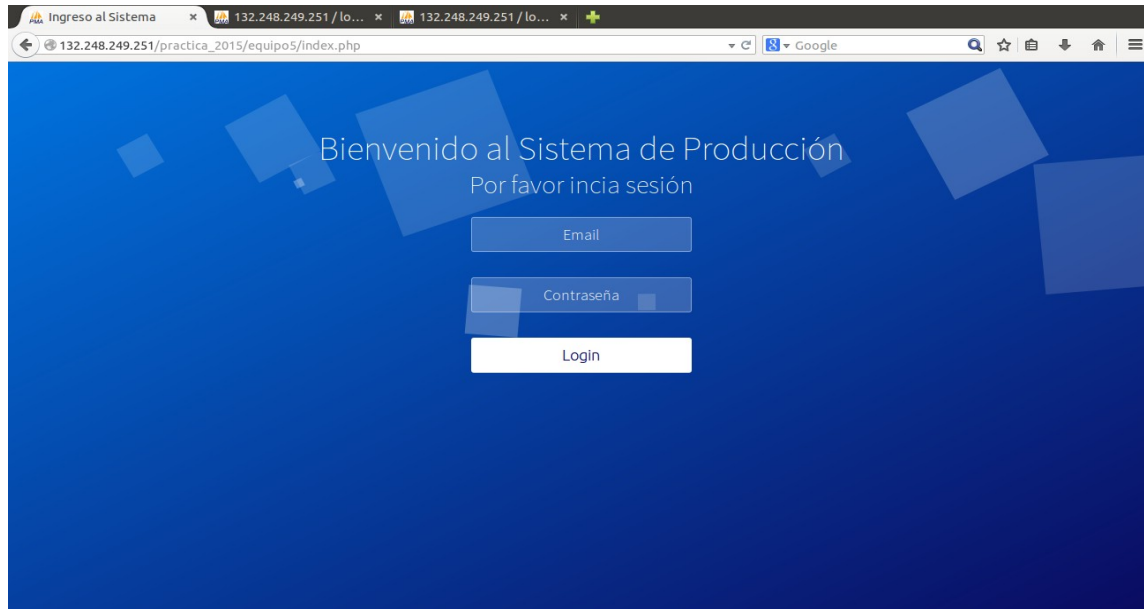 Ingreso al Sistema
132.248.249.251 / lo...
132.248.249.251 / lo...
132.248.249.251/practica_2015/equipo5/index.php
Google
Bienvenido al Sistema de Producción
Por favor incia sesión
Email
Contraseña
Login